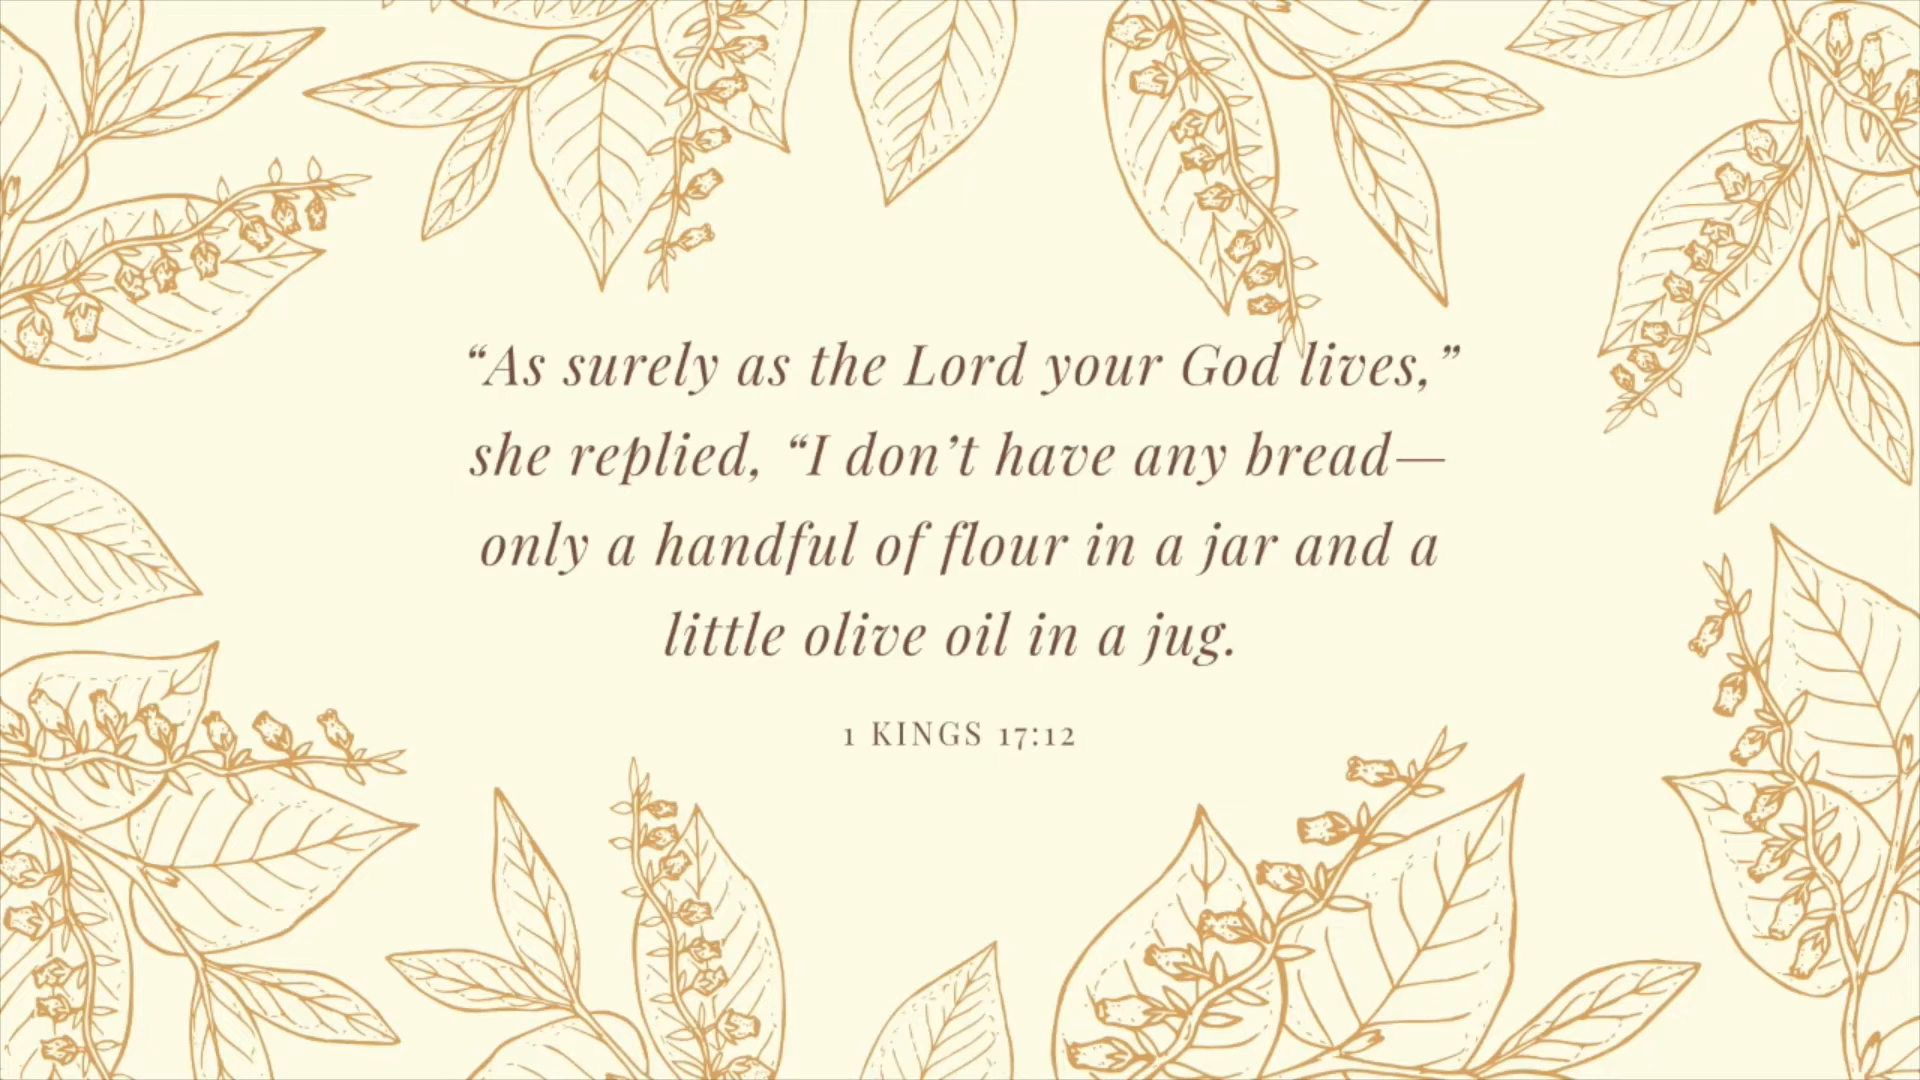 “As surely as the Lord your God lives,”
she replied, “I don’t have any bread—
only a handful of flour in a jar and a
little olive oil in a jug.
1 KINGS 17:12